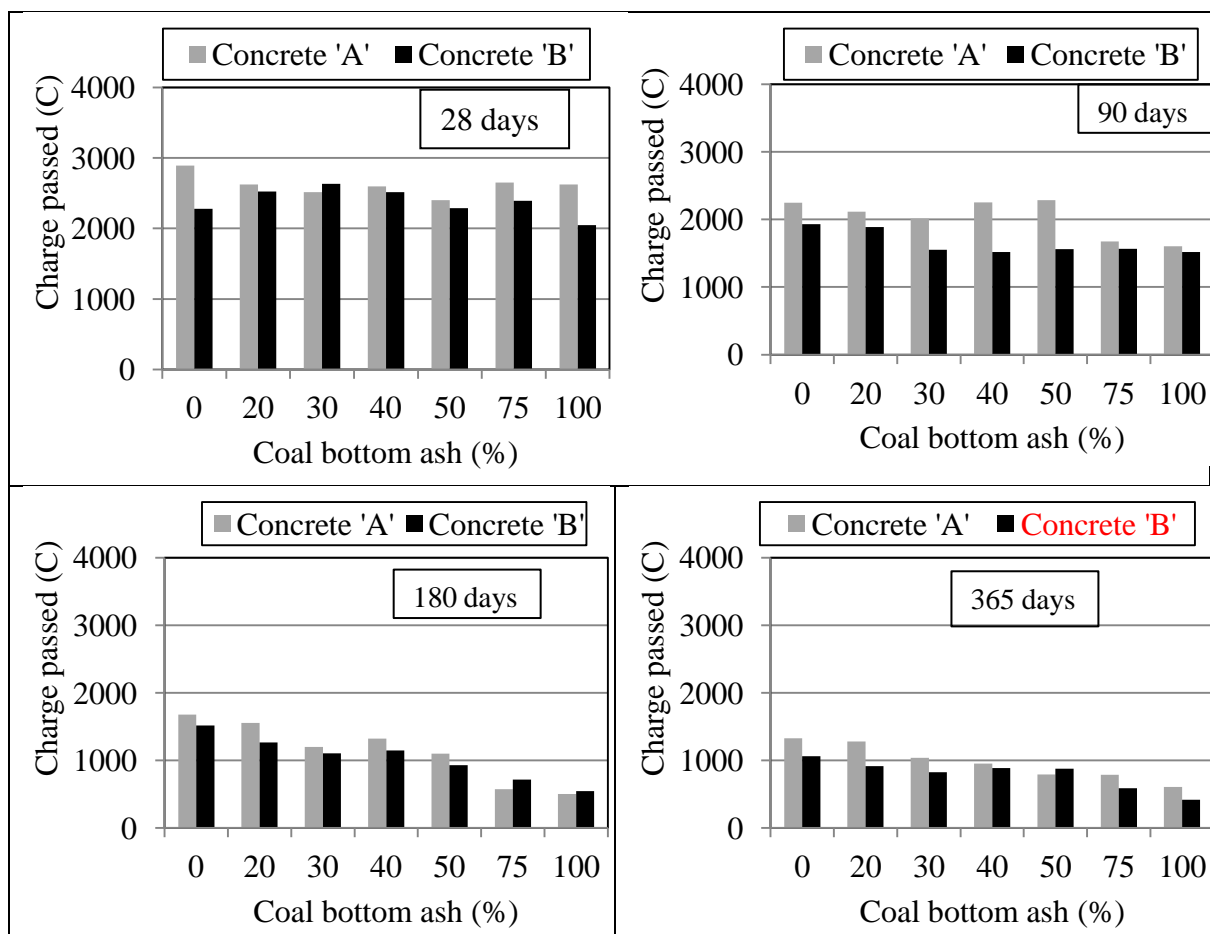 Concrete 'A' Concrete 'B'
28 days
Charge passed (C)
4000
3000
2000
1000
0
0 20 30 40 50 75 100
Coal bottom ash (%)
Concrete 'A' Concrete 'B'
90 days
Charge passed (C)
4000
3000
2000
1000
0
0 20 30 40 50 75 100
Coal bottom ash (%)
Concrete 'A' Concrete 'B'
180 days
Charge passed (C)
4000
3000
2000
1000
0
0 20 30 40 50 75 100
Coal bottom ash (%)
Concrete 'A' Concrete 'B'
365 days
Charge passed (C)
4000
3000
2000
1000
0
0 20 30 40 50 75 100
Coal bottom ash (%)